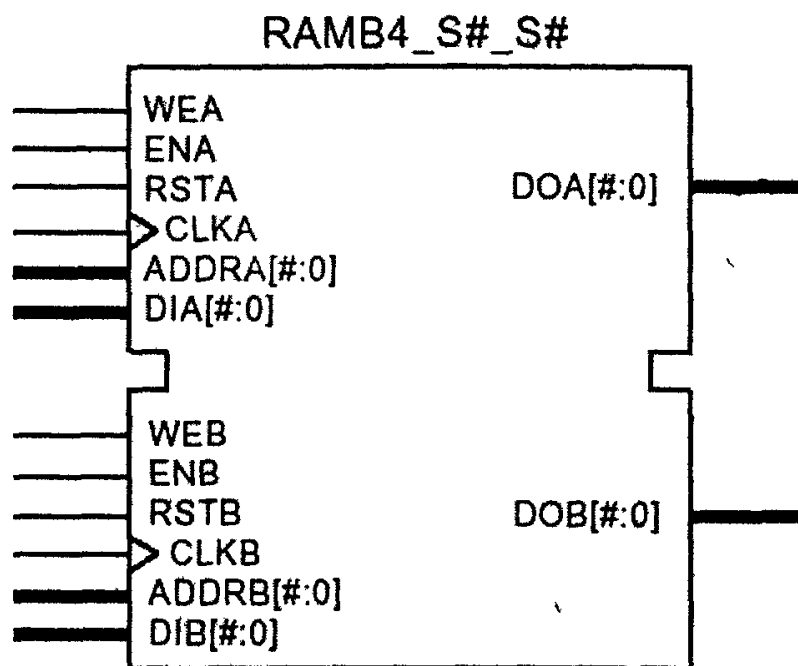 RAMB4_S#_S#
WEA
ENA
RSTA
CLKA
ADDRA[#:0]
DIA[#:0]
DOA[#:0]
WEB
ENB
RSTB
CLKB
ADDRB[#:0]
DIB[#:0]
DOB[#:0]